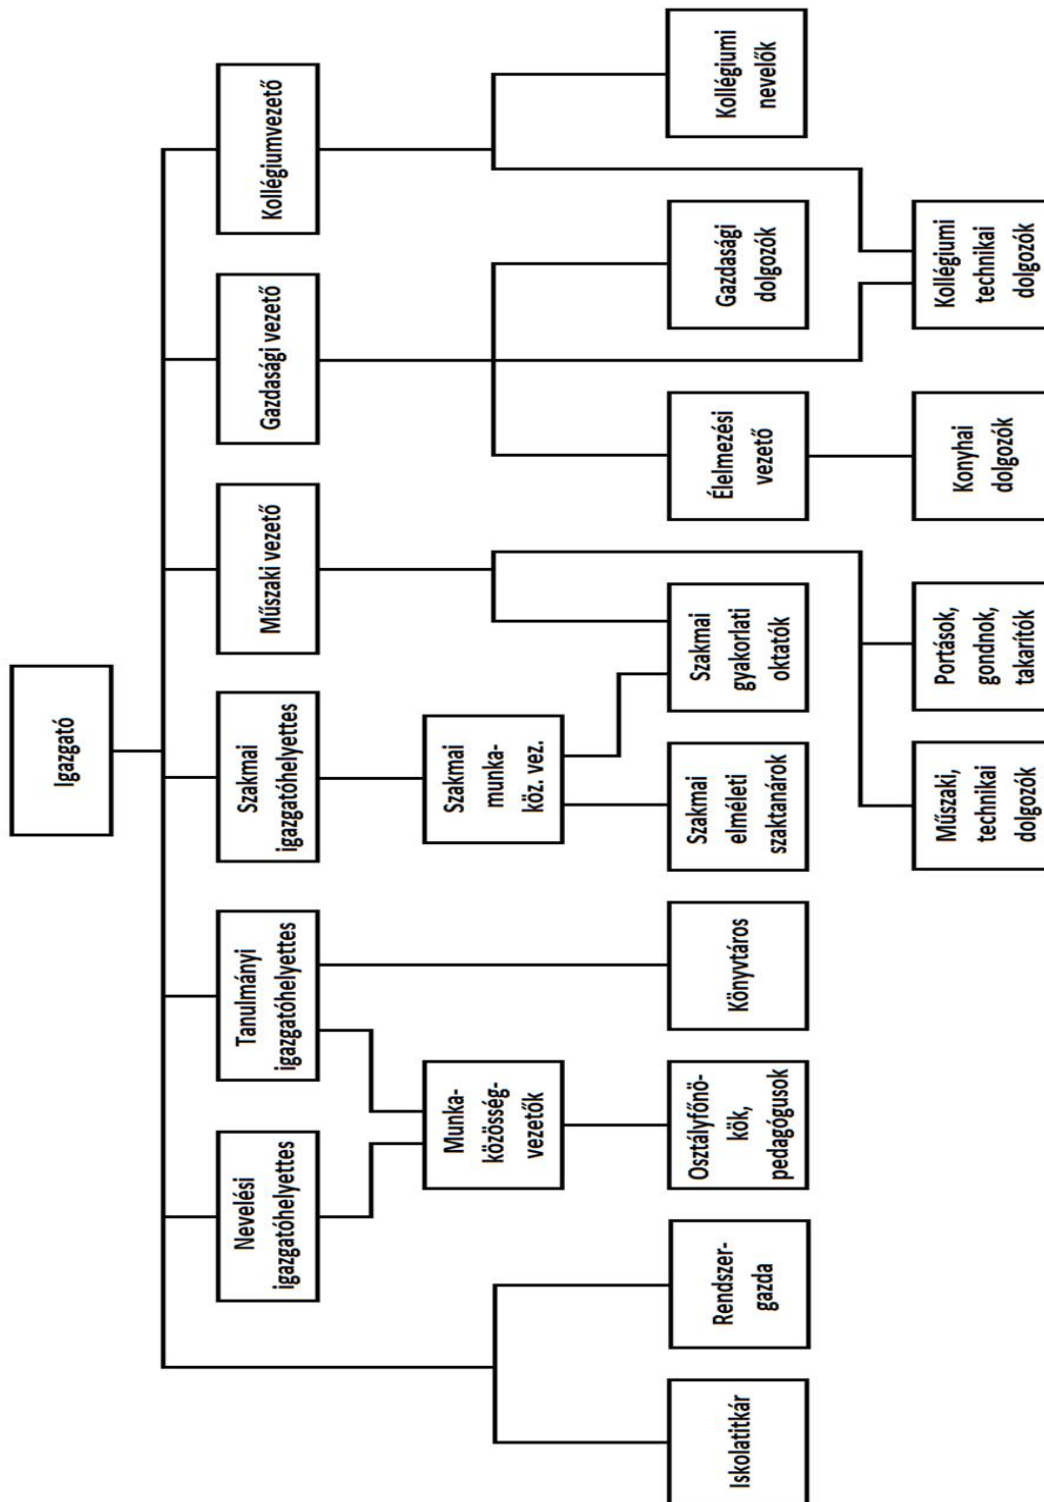 Igazgató
Nevelési
igazgatóhelyettes
Tanulmányi
igazgatóhelyettes
Szakmai
igazgatóhelyettes
Műszaki vezető
Gazdasági vezető
Kollégiumvezető
Munka-
közösség-
vezetők
Szakmai
munka-
köz. vez.
Iskolatitkár
Rendszer-
gazda
Osztályfőnö-
kök,
pedagógusok
Könyvtáros
Szakmai
elméleti
szaktanárok
Szakmai
gyakorlati
oktatók
Élelmezési
vezető
Gazdasági
dolgozók
Kollégiumi
nevelők
Műszaki,
technikai
dolgozók
Portások,
gondnok,
takarítók
Konyhai
dolgozók
Kollégiumi
technikai
dolgozók